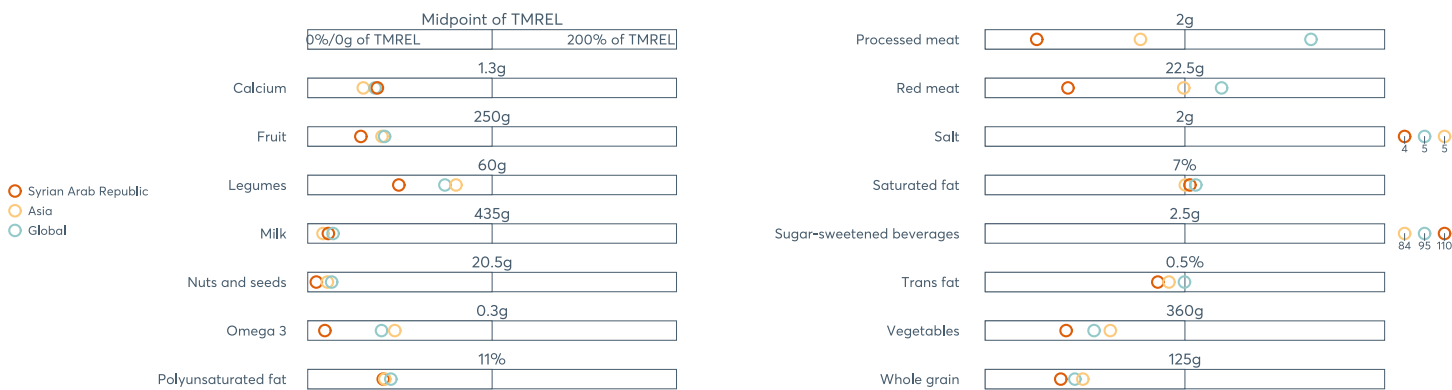 Midpoint of TMREL
0%/0g of TMREL 200% of TMREL
1.3g
Calcium
250g
Fruit
60g
Legumes
435g
Milk
20.5g
Nuts and seeds
0.3g
Omega 3
11%
Polyunsaturated fat
Syrian Arab Republic
Asia
Global
2g
Processed meat
22.5g
Red meat
2g
Salt
4 5 5
7%
Saturated fat
2.5g
Sugar-sweetened beverages
84 95 110
0.5%
Trans fat
360g
Vegetables
125g
Whole grain